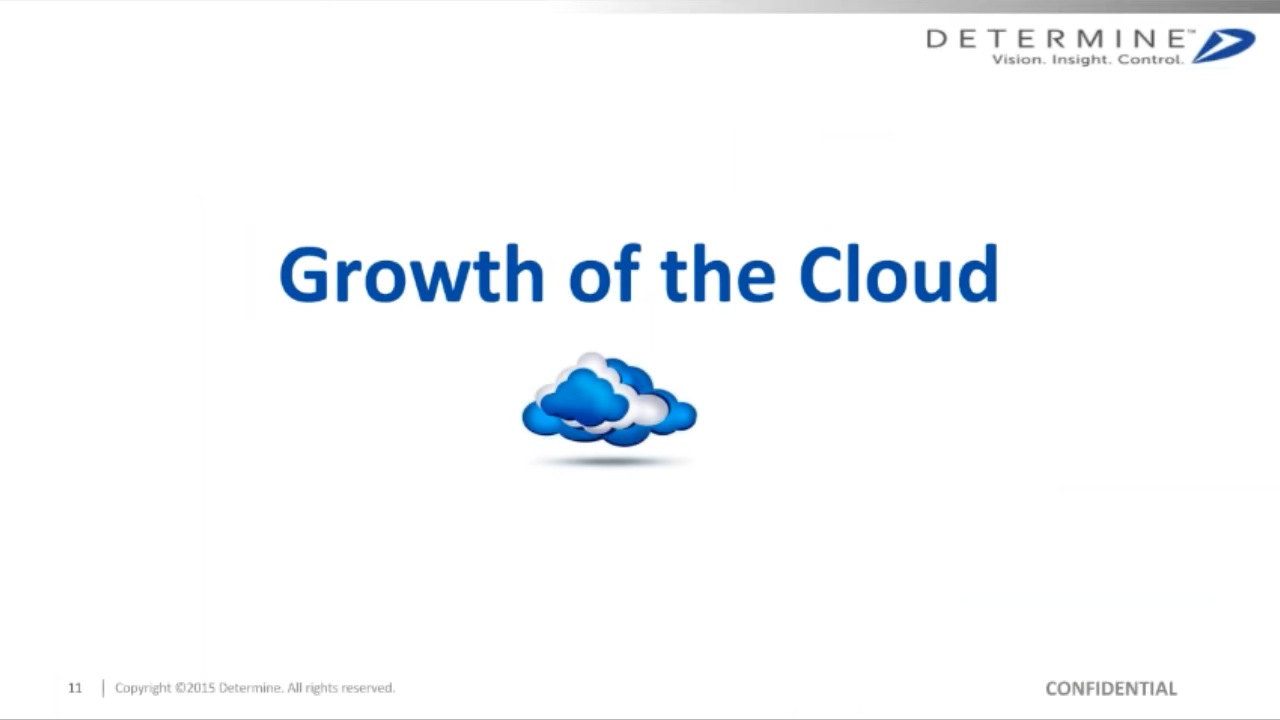 DETERMINE™
Vision. Insight. Control.
Growth of the Cloud
11 | Copyright ©2015 Determine. All rights reserved.
CONFIDENTIAL